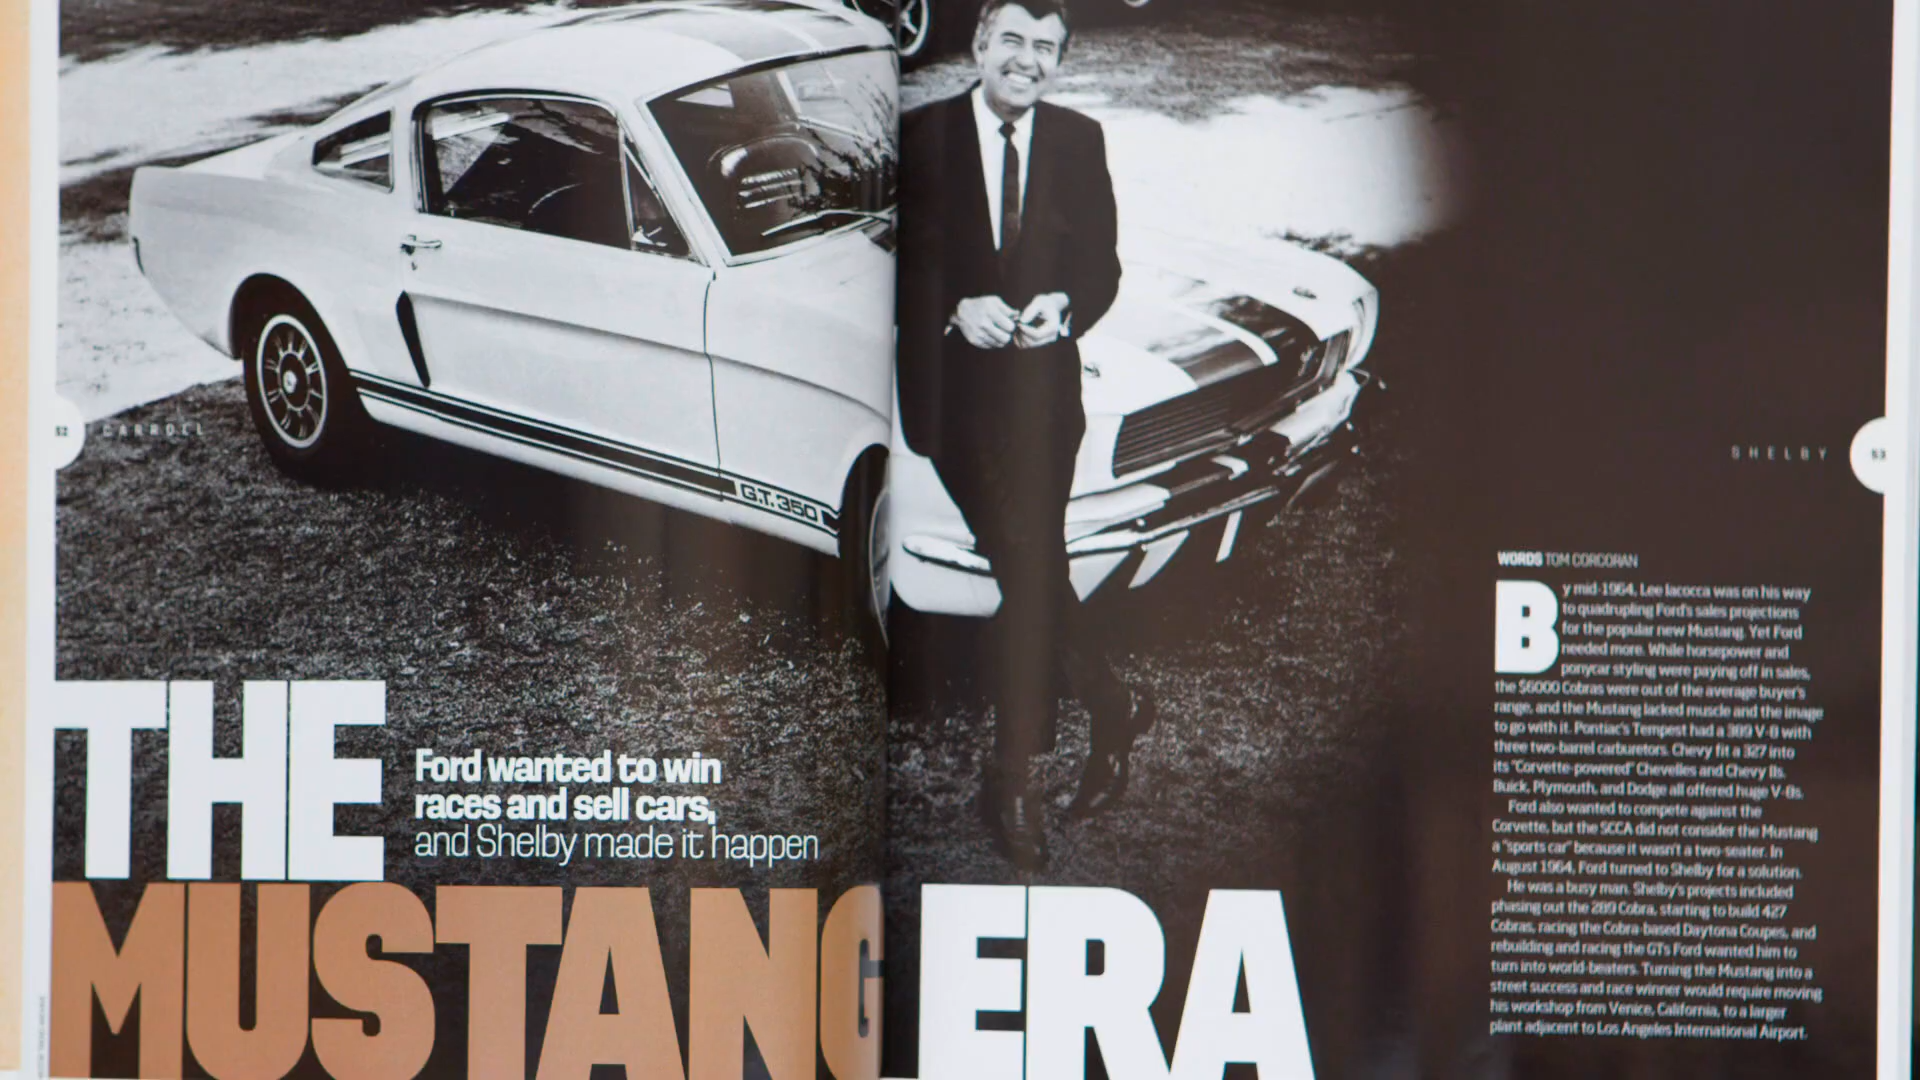 52
CARROLL
G.T. 350
THE
Ford wanted to win
races and sell cars,
and Shelby made it happen
MUSTANG ERA
SHELBY
53
WORDS TOM CORCORAN
By mid-1964, Lee Iacocca was on his way
to quadrupling Ford's sales projections
for the popular new Mustang. Yet Ford
needed more. While horsepower and
ponycar styling were paying off in sales,
the $6000 Cobras were out of the average buyer's
range, and the Mustang lacked muscle and the image
to go with it. Pontiac's Tempest had a 389 V-8 with
three two-barrel carburetors. Chevy fit a 327 into
its "Corvette-powered" Chevelles and Chevy IIs.
Buick, Plymouth, and Dodge all offered huge V-8s.
Ford also wanted to compete against the
Corvette, but the SCCA did not consider the Mustang
a "sports car" because it wasn't a two-seater. In
August 1964, Ford turned to Shelby for a solution.
He was a busy man. Shelby's projects included
phasing out the 289 Cobra, starting to build 427
Cobras, racing the Cobra-based Daytona Coupes, and
rebuilding and racing the GTs Ford wanted him to
turn into world-beaters. Turning the Mustang into a
street success and race winner would require moving
his workshop from Venice, California, to a larger
plant adjacent to Los Angeles International Airport.